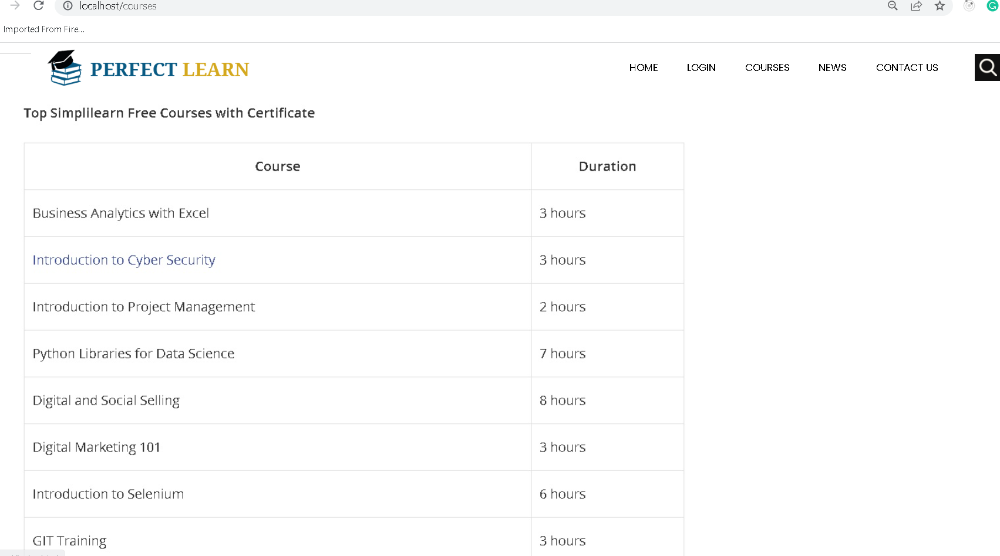 localhost/courses
Imported From Fire...
PERFECT LEARN
HOME LOGIN COURSES NEWS CONTACT US
Top Simplilearn Free Courses with Certificate
Course Duration
Business Analytics with Excel 3 hours
Introduction to Cyber Security 3 hours
Introduction to Project Management 2 hours
Python Libraries for Data Science 7 hours
Digital and Social Selling 8 hours
Digital Marketing 101 3 hours
Introduction to Selenium 6 hours
GIT Training 3 hours